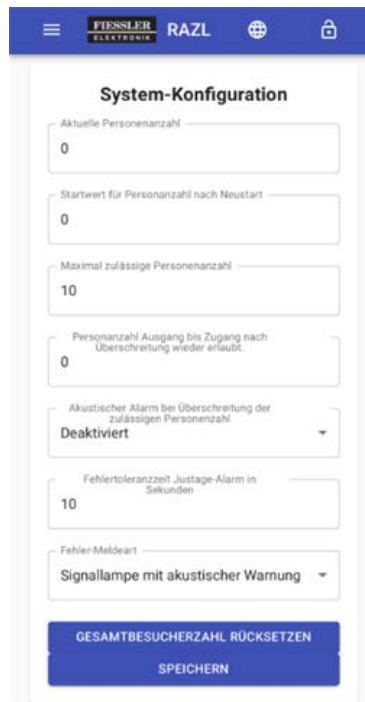 FIESSLER
ELEKTRONIK
RAZL
System-Konfiguration
Aktuelle Personenanzahl
0
Startwert für Personanzahl nach Neustart
0
Maximal zulässige Personenanzahl
10
Personanzahl Ausgang bis Zugang nach
Überschreitung wieder erlaubt.
0
Akustischer Alarm bei Überschreitung der
zulässigen Personenzahl
Deaktiviert
Fehlertoleranzzeit Justage-Alarm in
Sekunden
10
Fehler-Meldeart
Signallampe mit akustischer Warnung
GESAMTBESUCHERZAHL RÜCKSETZEN
SPEICHERN